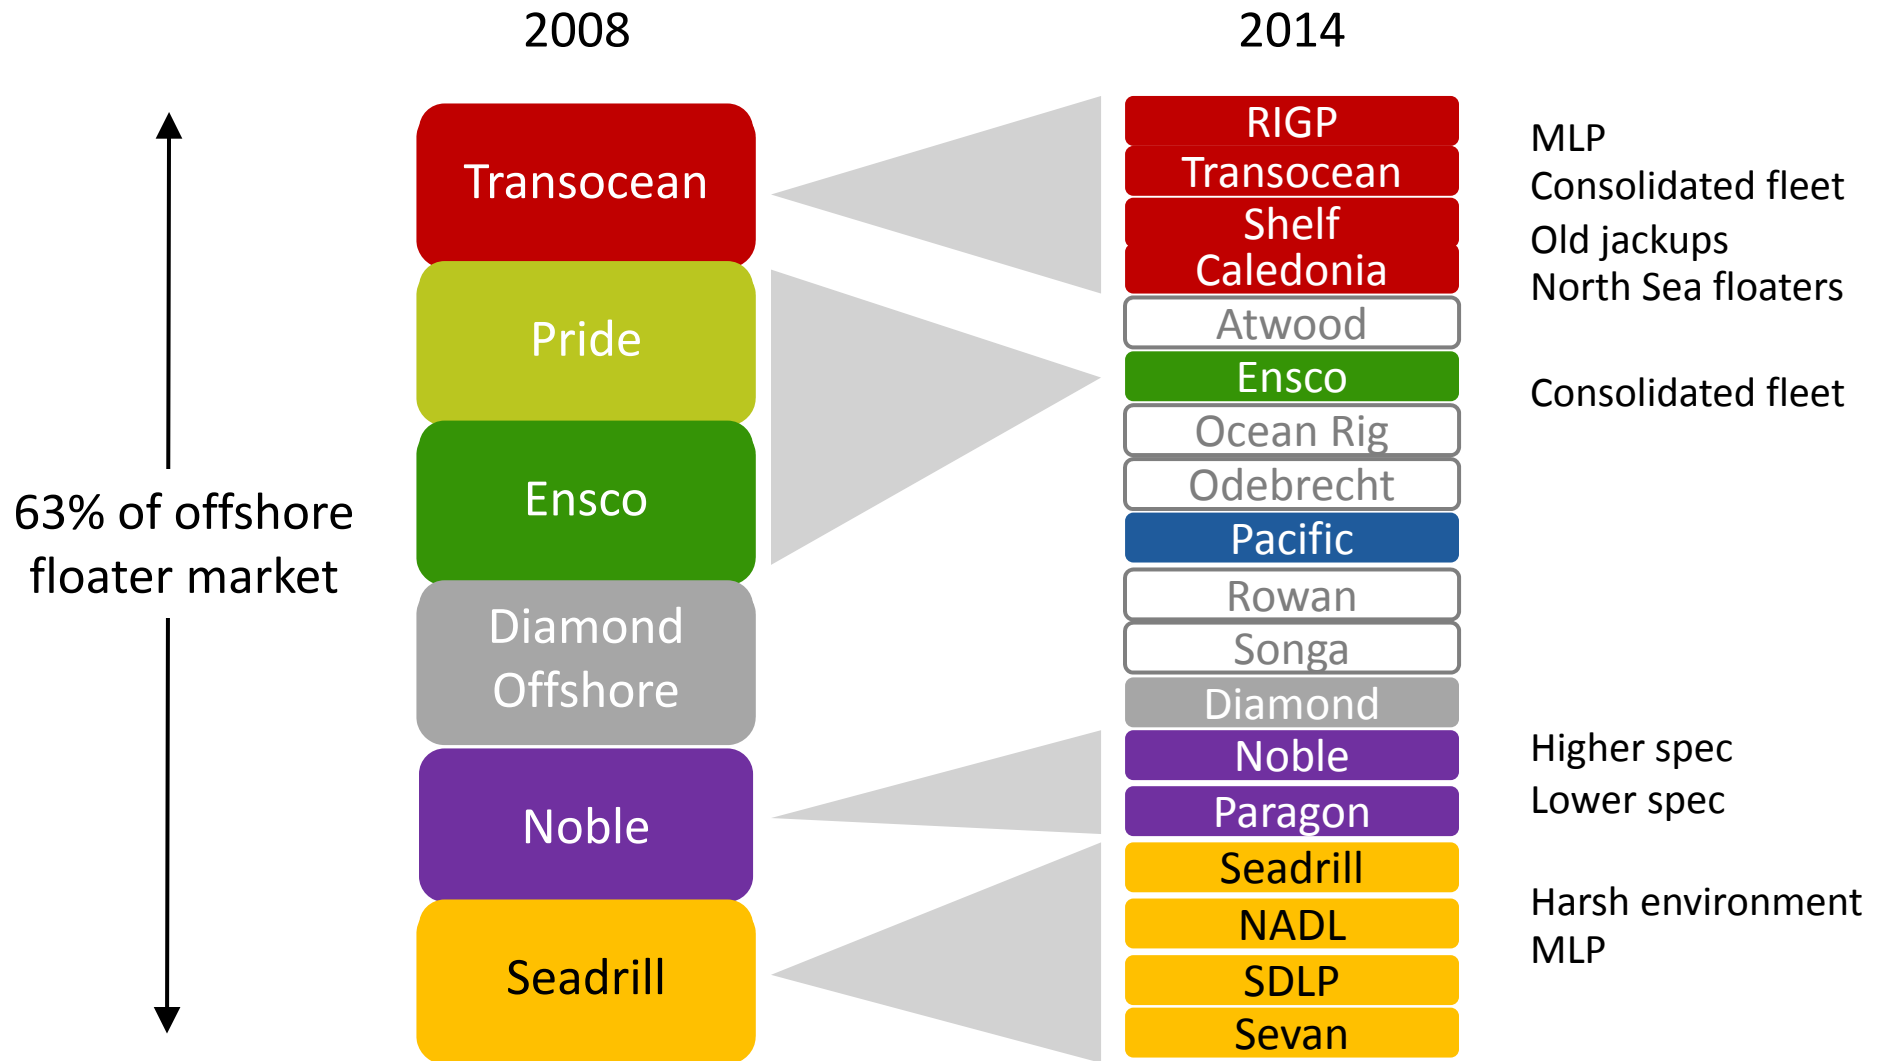 2008
2014
63% of offshore
floater market
Transocean
Pride
Ensco
Diamond
Offshore
Noble
Seadrill
RIGP
Transocean
Shelf
Caledonia
Atwood
Ensco
Ocean Rig
Odebrecht
Pacific
Rowan
Songa
Diamond
Noble
Paragon
Seadrill
NADL
SDLP
Sevan
MLP
Consolidated fleet
Old jackups
North Sea floaters
Consolidated fleet
Higher spec
Lower spec
Harsh environment
MLP